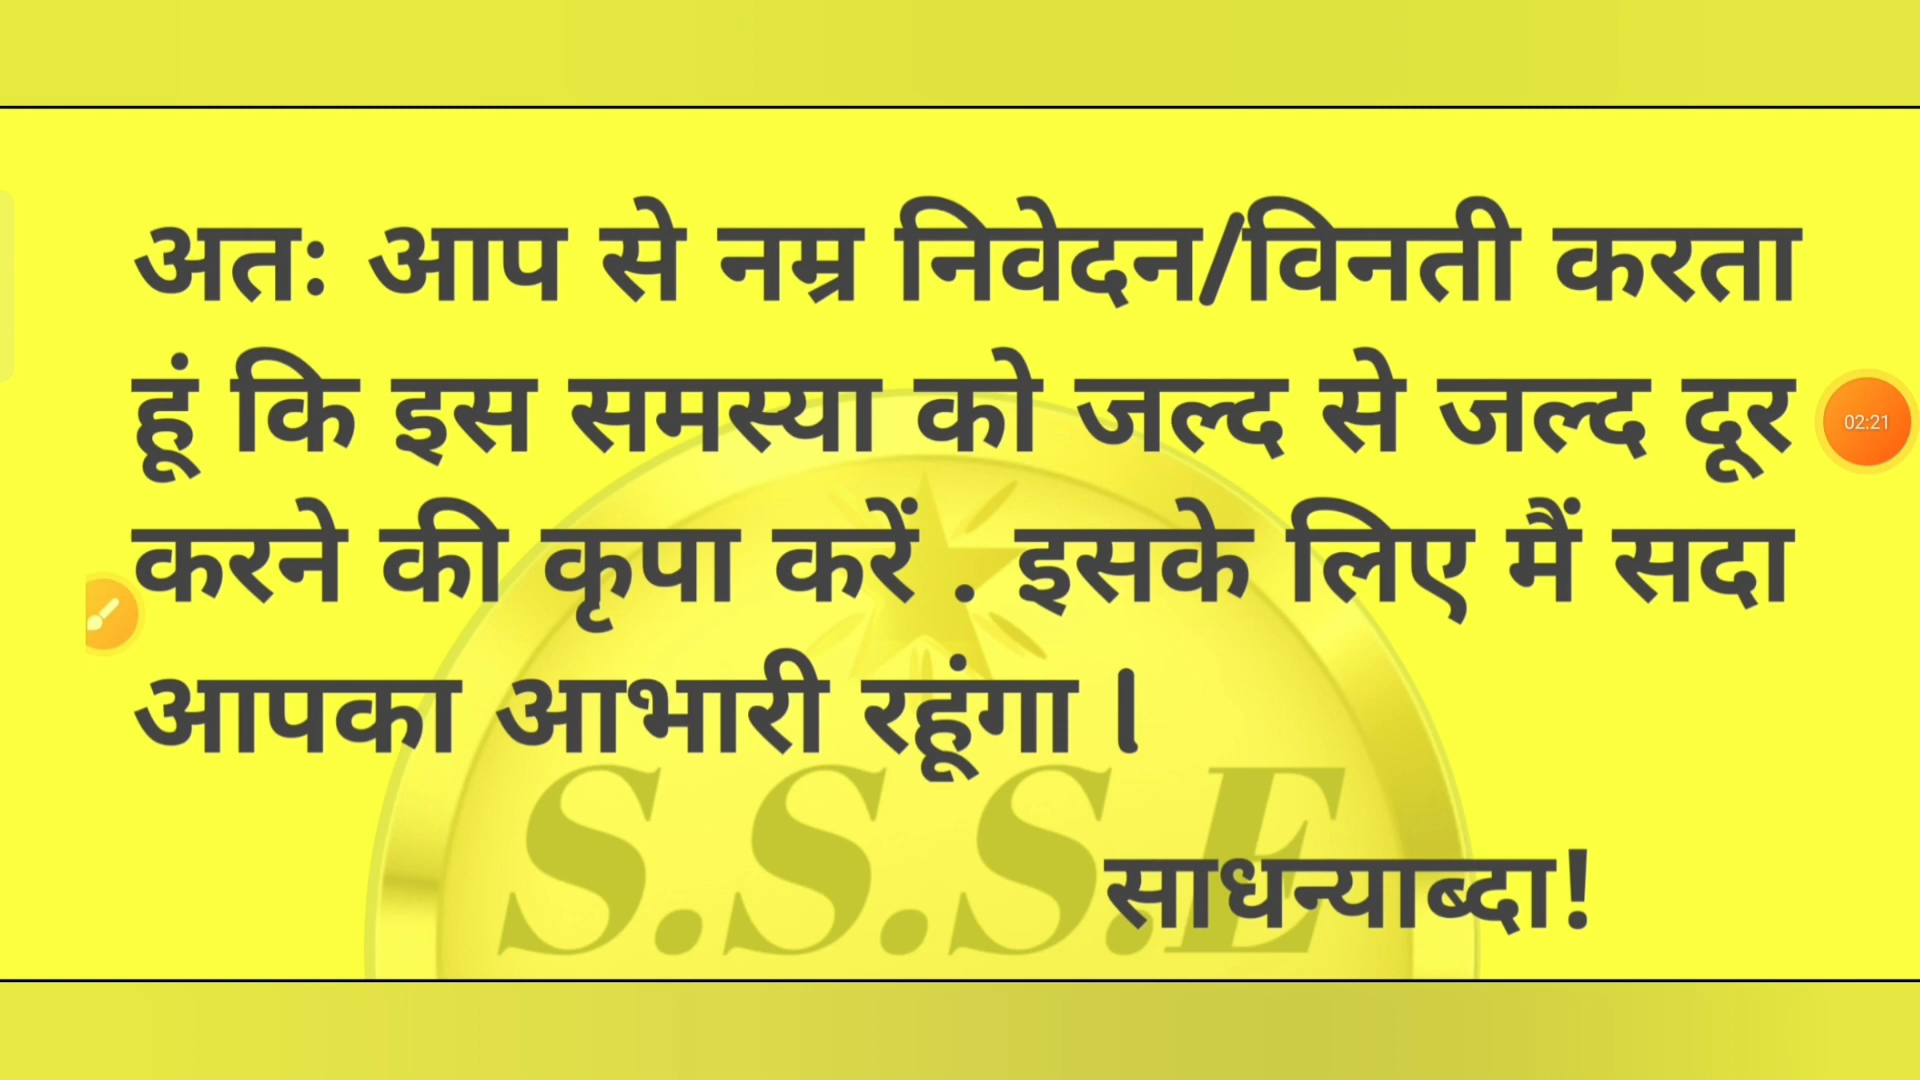 अतः आप से नम्र निवेदन/विनती करता
हूं कि इस समस्या को जल्द से जल्द दूर
करने की कृपा करें . इसके लिए मैं सदा
आपका आभारी रहूंगा l
साधन्याब्दा!
S.S.S.E
02:21